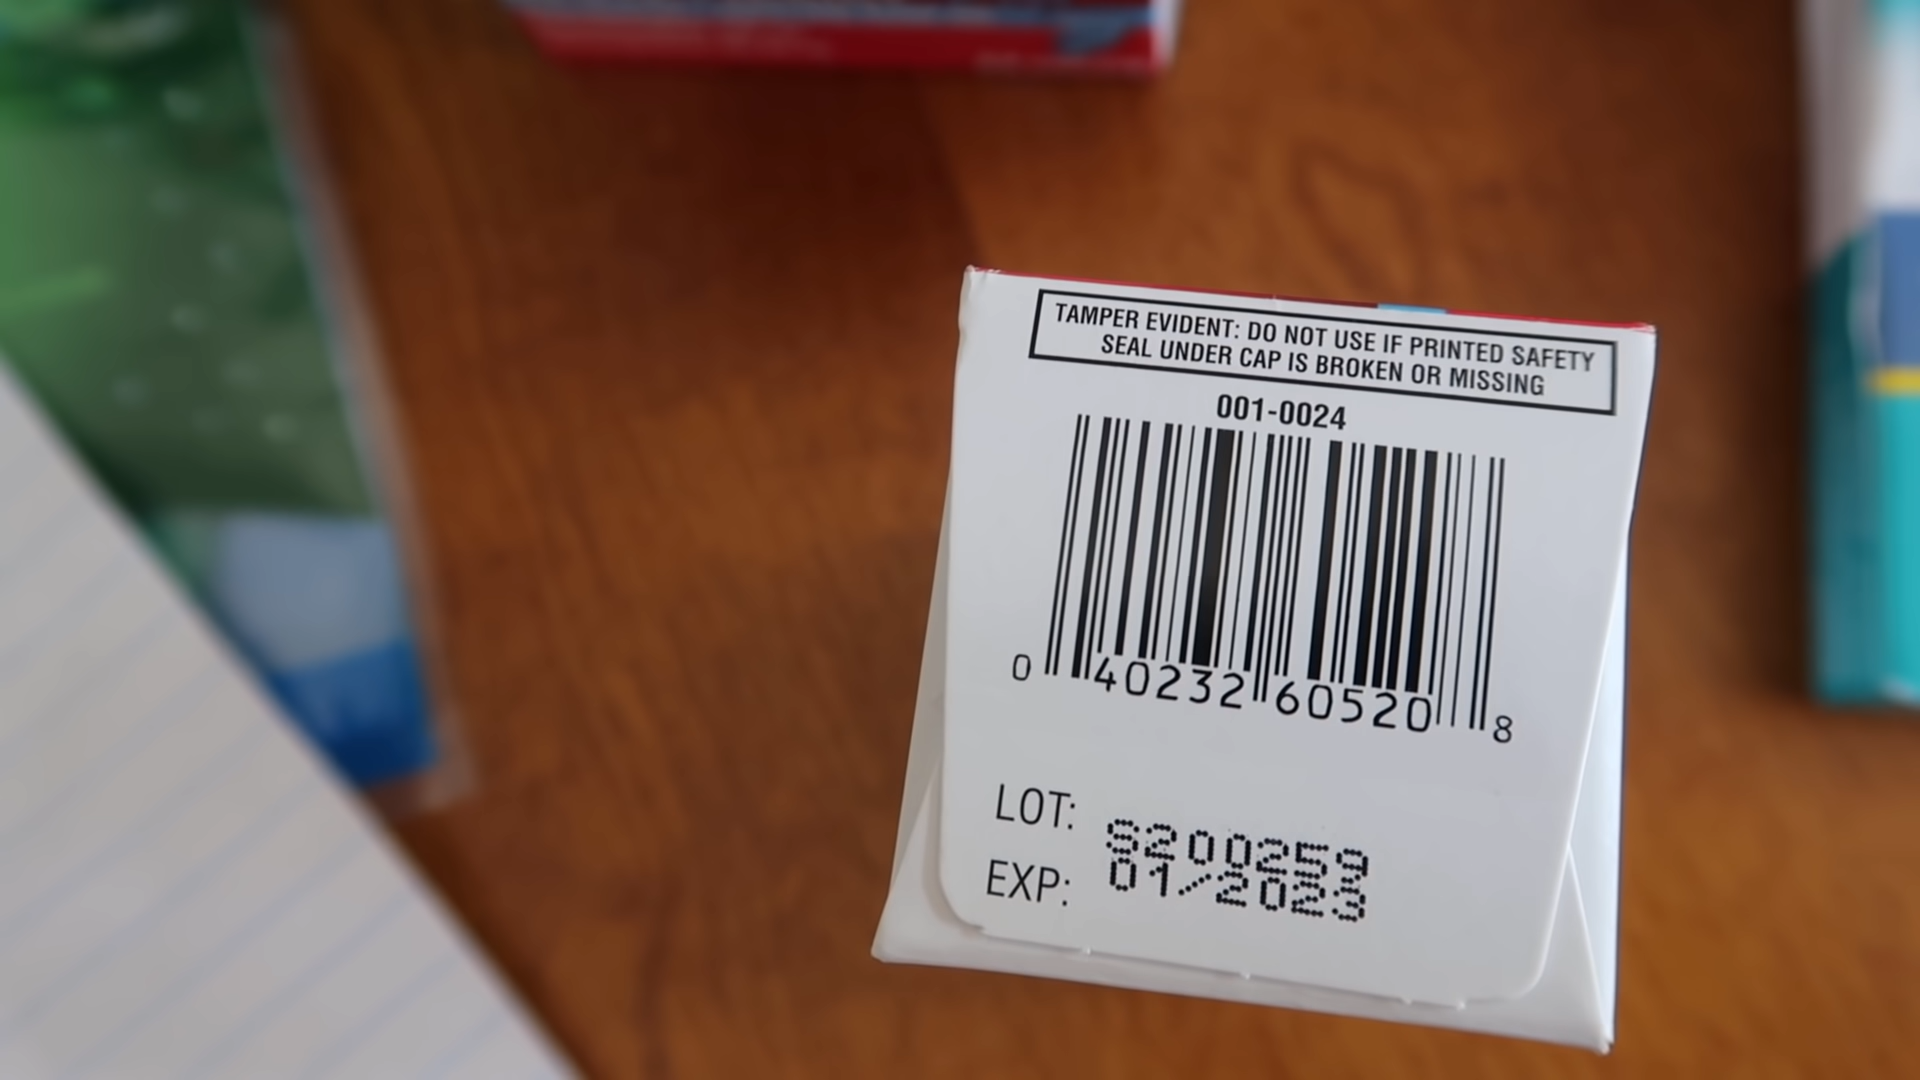 TAMPER EVIDENT: DO NOT USE IF PRINTED SAFETY
SEAL UNDER CAP IS BROKEN OR MISSING
001-0024
0 40232 60520 8
LOT: S200259
EXP: 01/2023